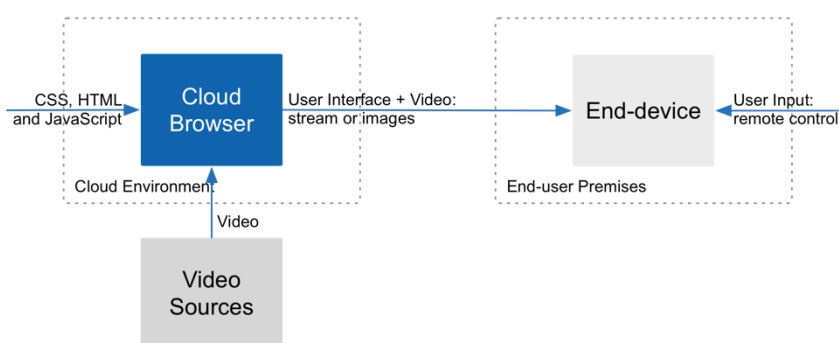 CSS, HTML
and JavaScript
Cloud
Browser
User Interface + Video:
stream or images
End-device
User Input:
remote control
Cloud Environment
End-user Premises
Video
Video
Sources